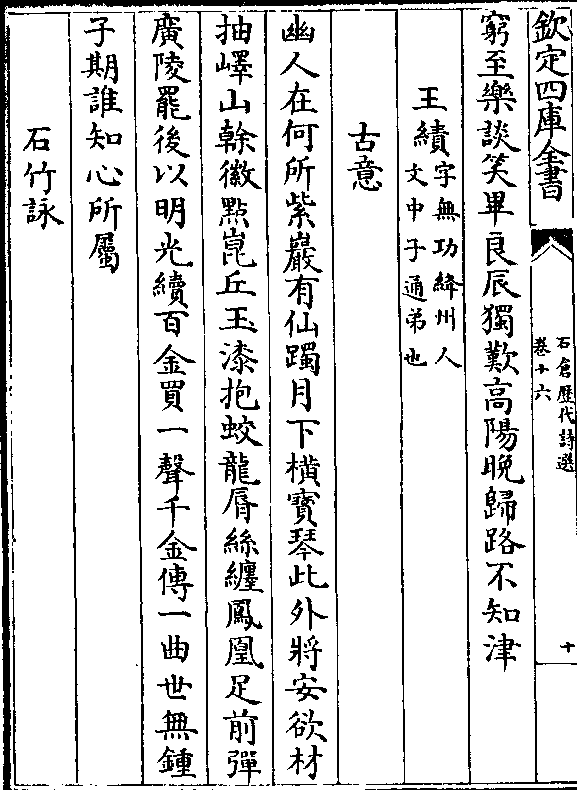 欽定四庫全書
石倉歷代詩選
卷十六
十
窮至樂談笑畢良辰獨歎高陽晚歸路不知津
王績字無功絳州人
文中子通弟也
古意
幽人在何所紫巖有仙躅月下橫寶琴此外將安欲材
抽嶧山榦徽點崑丘玉漆抱蛟龍脣絲纏鳳凰足前彈
廣陵罷後以明光續百金買一聲千金傳一曲世無鍾
子期誰知心所屬
石竹詠